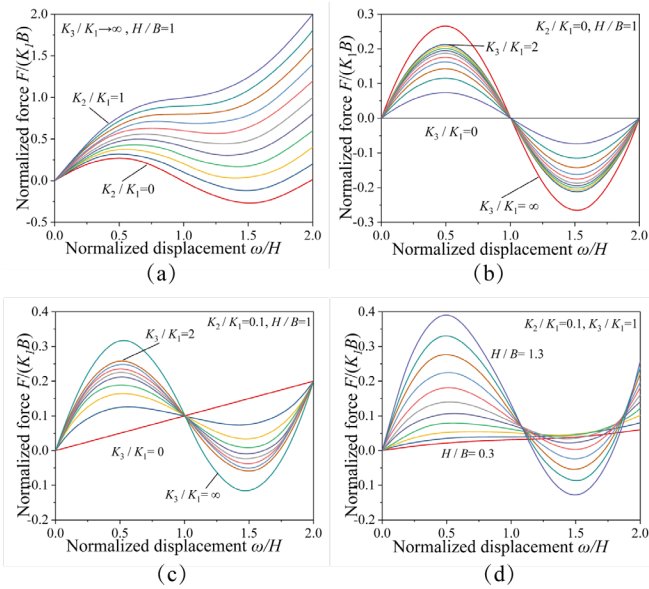 K₃ / K₁→∞ , H / B=1
K₂ / K₁=1
K₂ / K₁=0
2.0
1.5
1.0
0.5
0.0
-0.5
0.0 0.5 1.0 1.5 2.0
Normalized force F/(K₁B)
Normalized displacement ω/H
(a)
K₂ / K₁=0, H / B=1
K₃ / K₁=2
K₃ / K₁=0
K₃ / K₁= ∞
0.3
0.2
0.1
0.0
-0.1
-0.2
-0.3
0.0 0.5 1.0 1.5 2.0
Normalized force F/(K₁B)
Normalized displacement ω/H
(b)
K₂ / K₁=0.1, H / B=1
K₃ / K₁=2
K₃ / K₁= 0
K₃ / K₁= ∞
0.4
0.3
0.2
0.1
0.0
0.1
0.2
0.0 0.5 1.0 1.5 2.0
Normalized force F/(K₁B)
Normalized displacement ω/H
(c)
K₂ / K₁=0.1, K₃ / K₁=1
H / B= 1.3
H / B= 0.3
0.4
0.3
0.2
0.1
0.0
-0.1
-0.2
0.0 0.5 1.0 1.5 2.0
Normalized force F/(K₁B)
Normalized displacement ω/H
(d)